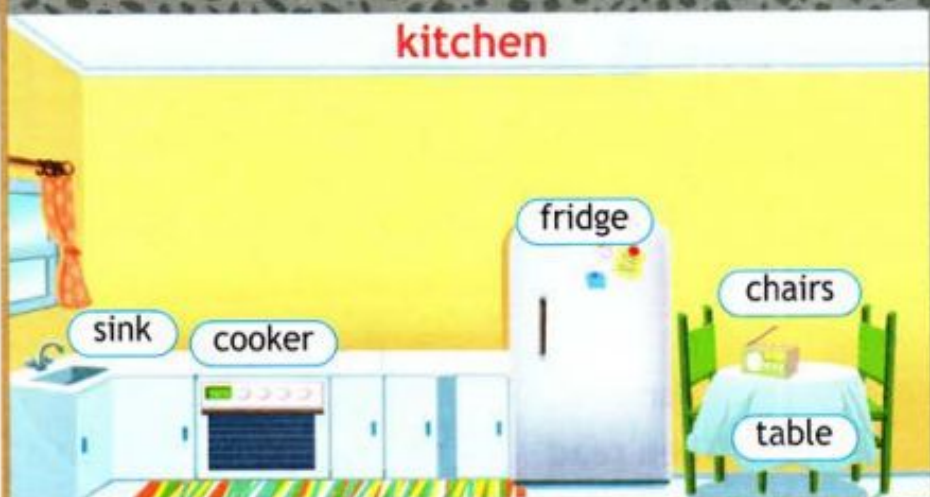 kitchen
fridge
chairs
sink
cooker
table